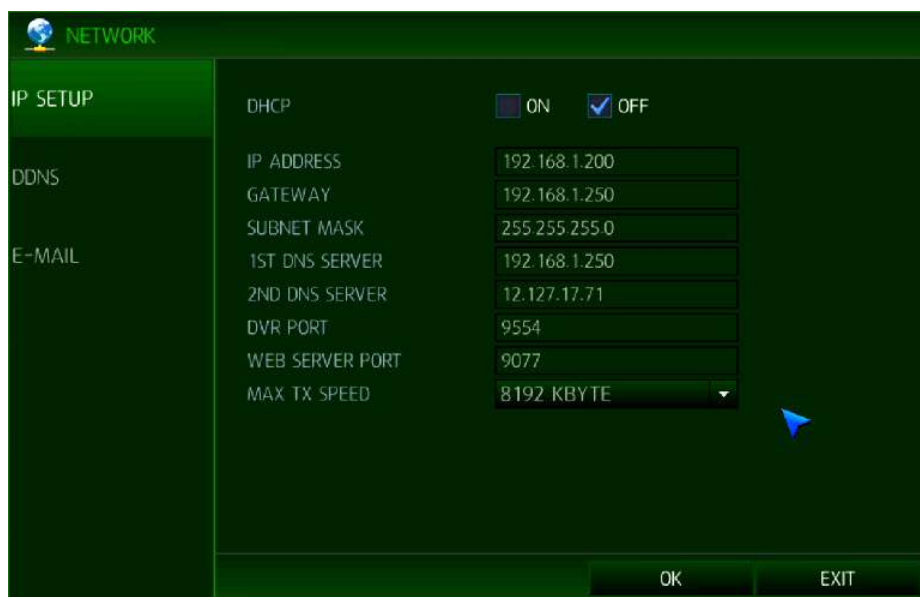 NETWORK
IP SETUP
DDNS
E-MAIL
DHCP ON OFF
IP ADDRESS 192.168.1.200
GATEWAY 192.168.1.250
SUBNET MASK 255.255.255.0
1ST DNS SERVER 192.168.1.250
2ND DNS SERVER 12.127.17.71
DVR PORT 9554
WEB SERVER PORT 9077
MAX TX SPEED 8192 KBYTE
OK EXIT